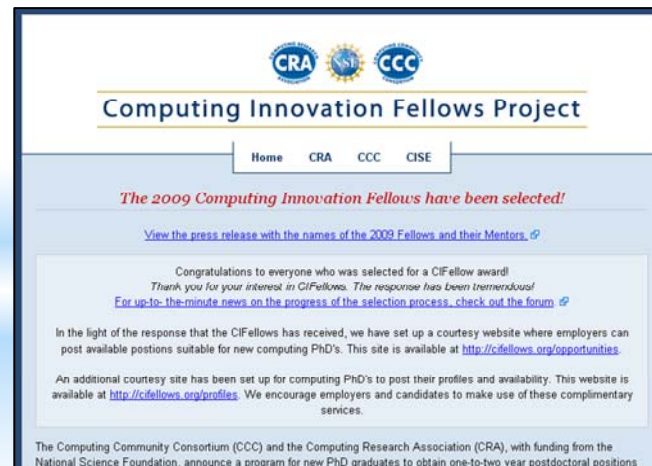 COMPUTING RESEARCH
ASSOCIATION
CRA
NSF
COMPUTING COMMUNITY
CONSORTIUM
CCC
Computing Innovation Fellows Project
Home CRA CCC CISE
The 2009 Computing Innovation Fellows have been selected!
View the press release with the names of the 2009 Fellows and their Mentors.
Congratulations to everyone who was selected for a CIFellow award!
Thank you for your interest in CIFellows. The response has been tremendous!
For up-to- the-minute news on the progress of the selection process, check out the forum.
In the light of the response that the CIFellows has received, we have set up a courtesy website where employers can
post available postions suitable for new computing PhD's. This site is available at http://cifellows.org/opportunities.
An additional courtesy site has been set up for computing PhD's to post their profiles and availability. This website is
available at http://cifellows.org/profiles. We encourage employers and candidates to make use of these complimentary
services.
The Computing Community Consortium (CCC) and the Computing Research Association (CRA), with funding from the
National Science Foundation, announce a program for new PhD graduates to obtain one-to-two year postdoctoral positions